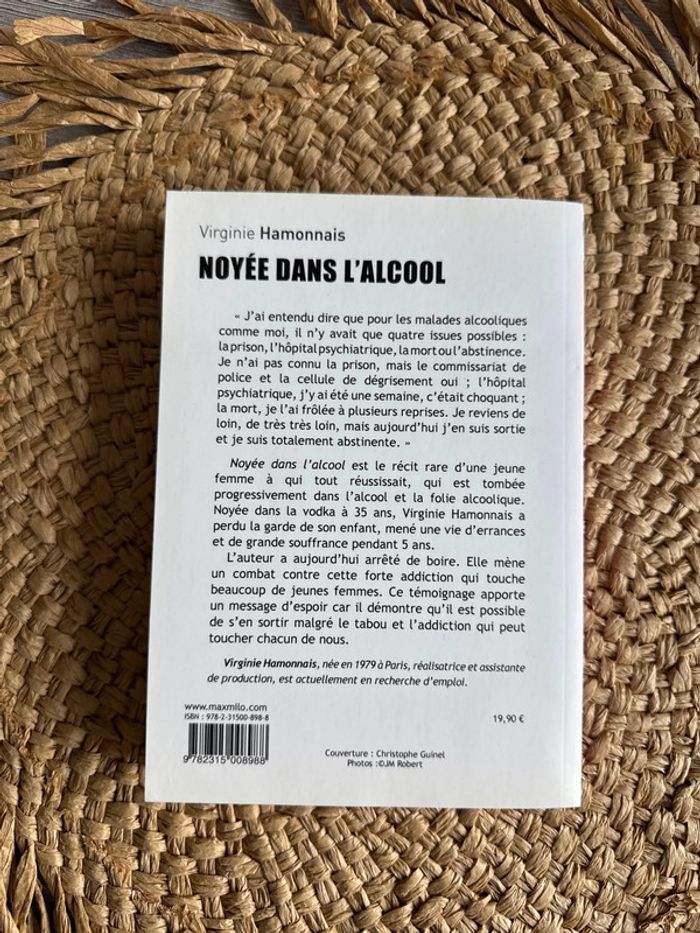 Virginie Hamonnais
NOYÉE DANS L'ALCOOL
« J'ai entendu dire que pour les malades alcooliques
comme moi, il n'y avait que quatre issues possibles :
la prison, l'hôpital psychiatrique, la mort ou l'abstinence.
Je n'ai pas connu la prison, mais le commissariat de
police et la cellule de dégrisement oui ; l'hôpital
psychiatrique, j'y ai été une semaine, c'était choquant ;
la mort, je l'ai frôlée à plusieurs reprises. Je reviens de
loin, de très très loin, mais aujourd'hui j'en suis sortie
et je suis totalement abstinente. »
Noyée dans l'alcool est le récit rare d'une jeune
femme à qui tout réussissait, qui est tombée
progressivement dans l'alcool et la folie alcoolique.
Noyée dans la vodka à 35 ans, Virginie Hamonnais a
perdu la garde de son enfant, mené une vie d'errances
et de grande souffrance pendant 5 ans.
L'auteur a aujourd'hui arrêté de boire. Elle mène
un combat contre cette forte addiction qui touche
beaucoup de jeunes femmes. Ce témoignage apporte
un message d'espoir car il démontre qu'il est possible
de s'en sortir malgré le tabou et l'addiction qui peut
toucher chacun de nous.
Virginie Hamonnais, née en 1979 à Paris, réalisatrice et assistante
de production, est actuellement en recherche d'emploi.
www.maxmilo.com
ISBN : 978-2-31500-898-8
19,90 €
9 782315 008988
Couverture : Christophe Guinel
Photos :©JM Robert